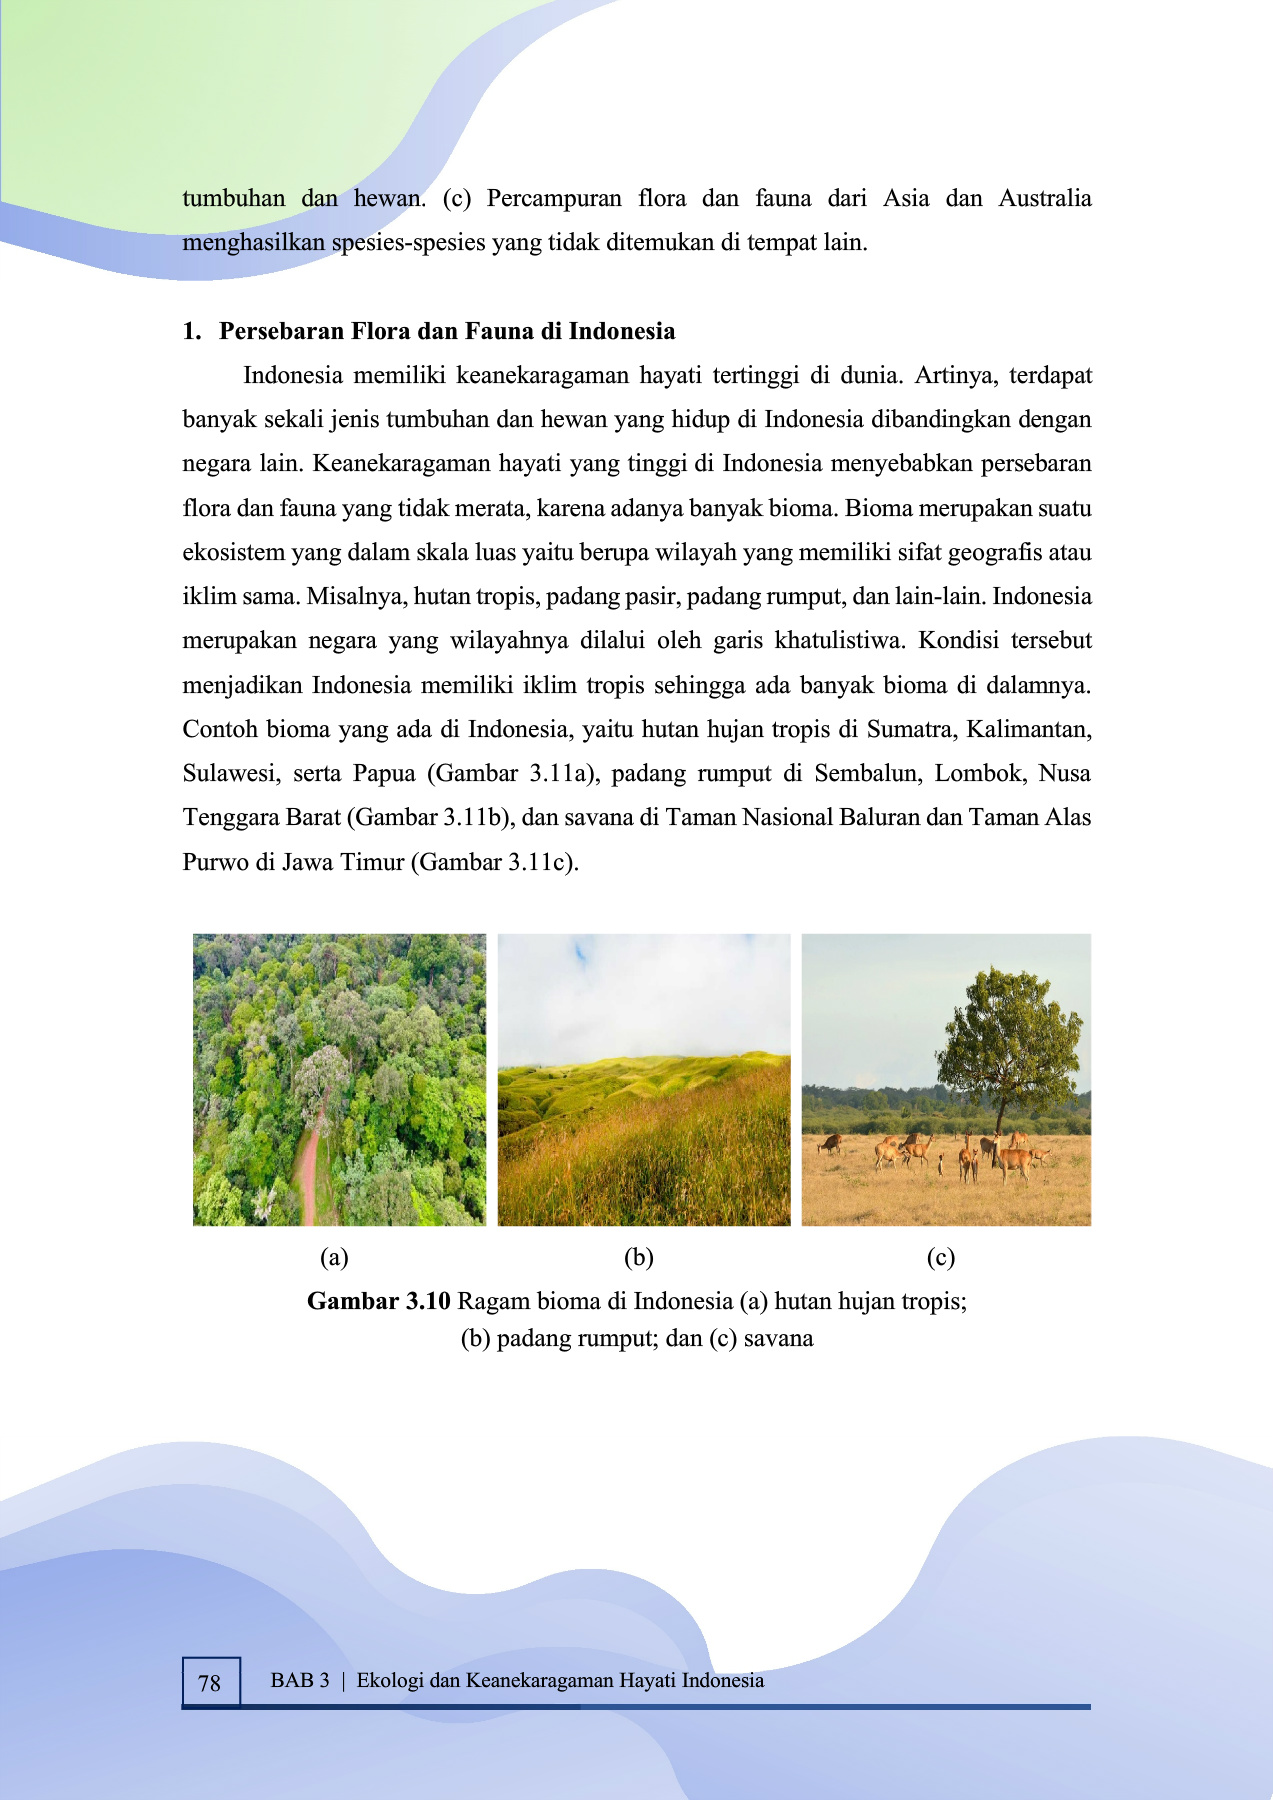 tumbuhan dan hewan. (c) Percampuran flora dan fauna dari Asia dan Australia
menghasilkan spesies-spesies yang tidak ditemukan di tempat lain.
1. Persebaran Flora dan Fauna di Indonesia
Indonesia memiliki keanekaragaman hayati tertinggi di dunia. Artinya, terdapat
banyak sekali jenis tumbuhan dan hewan yang hidup di Indonesia dibandingkan dengan
negara lain. Keanekaragaman hayati yang tinggi di Indonesia menyebabkan persebaran
flora dan fauna yang tidak merata, karena adanya banyak bioma. Bioma merupakan suatu
ekosistem yang dalam skala luas yaitu berupa wilayah yang memiliki sifat geografis atau
iklim sama. Misalnya, hutan tropis, padang pasir, padang rumput, dan lain-lain. Indonesia
merupakan negara yang wilayahnya dilalui oleh garis khatulistiwa. Kondisi tersebut
menjadikan Indonesia memiliki iklim tropis sehingga ada banyak bioma di dalamnya.
Contoh bioma yang ada di Indonesia, yaitu hutan hujan tropis di Sumatra, Kalimantan,
Sulawesi, serta Papua (Gambar 3.11a), padang rumput di Sembalun, Lombok, Nusa
Tenggara Barat (Gambar 3.11b), dan savana di Taman Nasional Baluran dan Taman Alas
Purwo di Jawa Timur (Gambar 3.11c).
(a) (b) (c)
Gambar 3.10 Ragam bioma di Indonesia (a) hutan hujan tropis;
(b) padang rumput; dan (c) savana
78 BAB 3 | Ekologi dan Keanekaragaman Hayati Indonesia